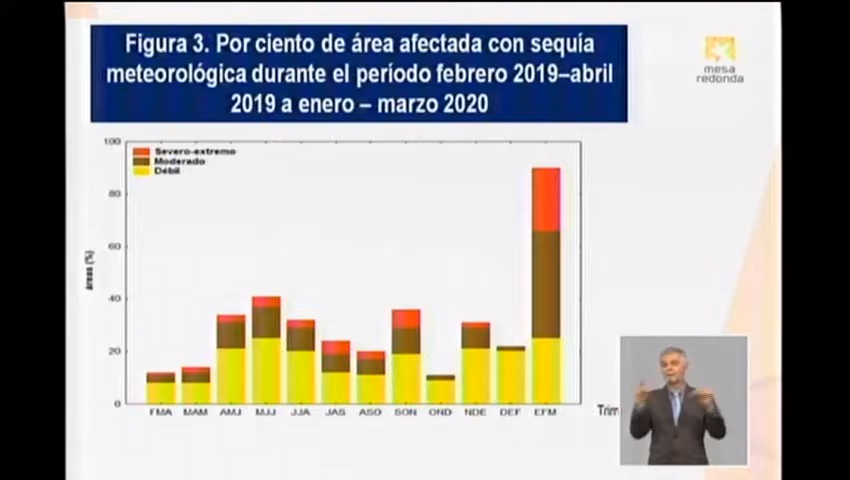 Figura 3. Por ciento de área afectada con sequía
meteorológica durante el período febrero 2019–abril
2019 a enero – marzo 2020
mesa
redonda
100
Severo-extremo
Moderado
Débil
80
60
áreas (%)
40
20
0
FMA MAM AMJ MJJ JJA JAS ASO SON OND NDE DEF EFM
Trim